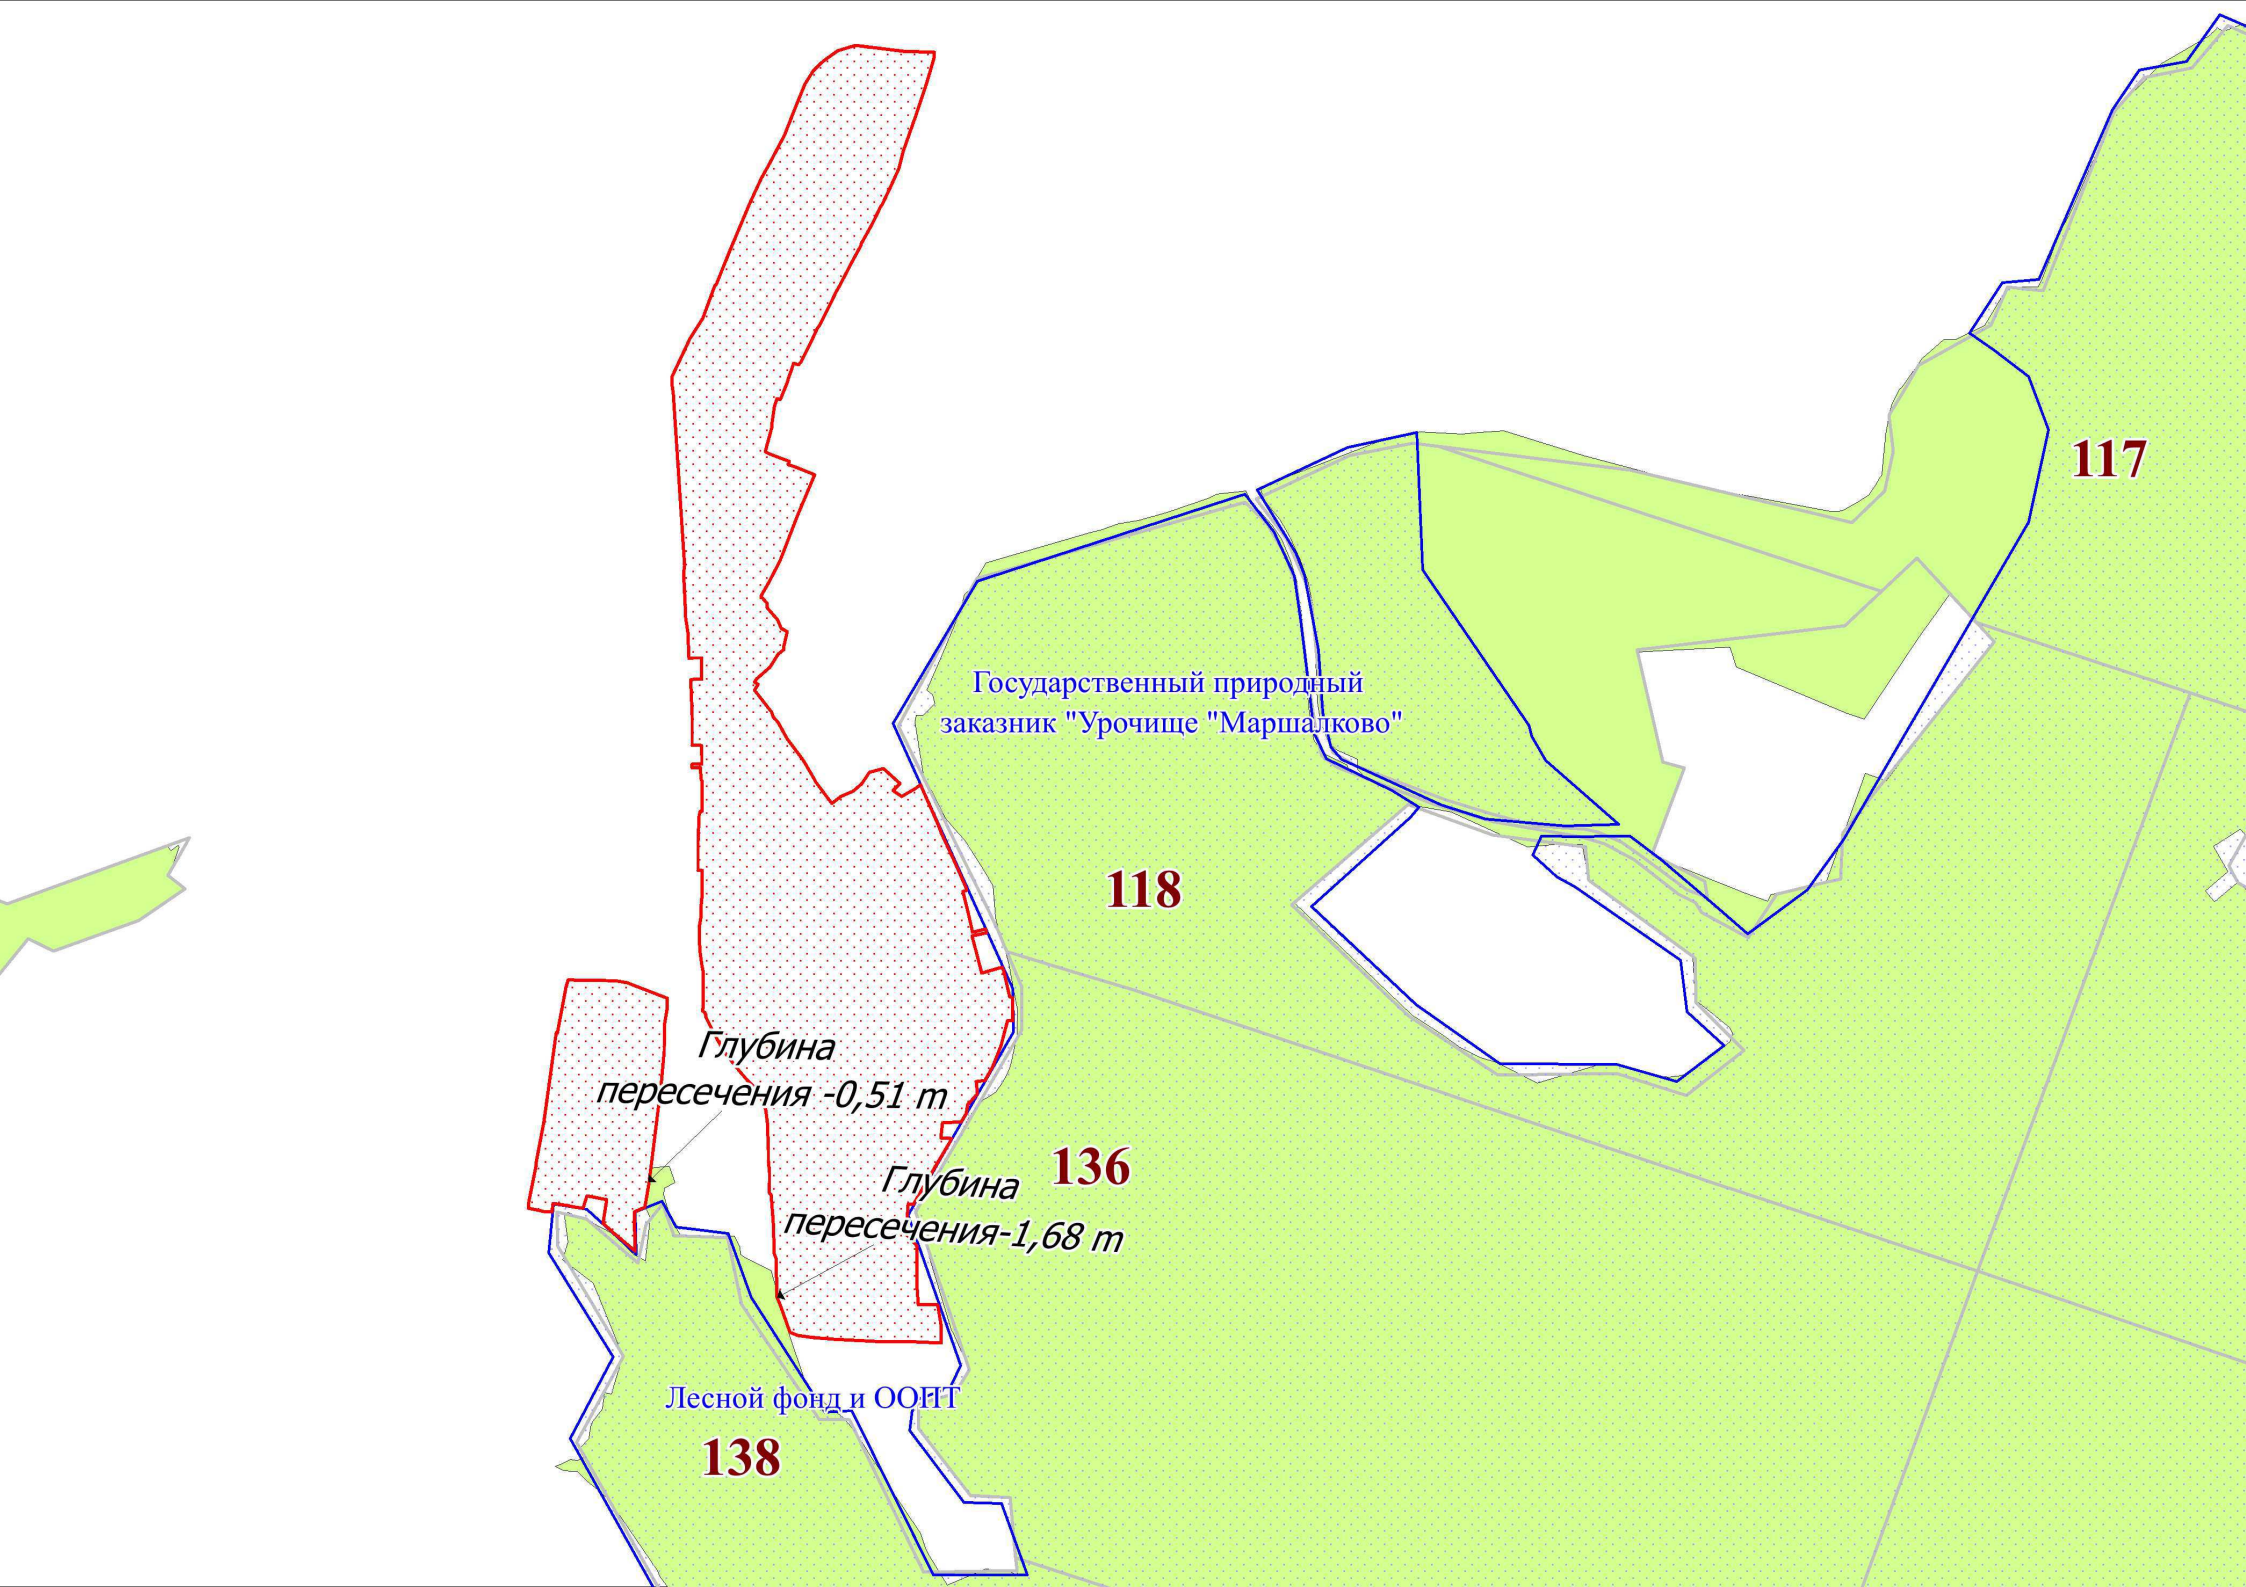 117
Государственный природный
заказник "Урочище "Маршалково"
118
Глубина
пересечения -0,51 m
136
Глубина
пересечения-1,68 m
Лесной фонд и ООПТ
138